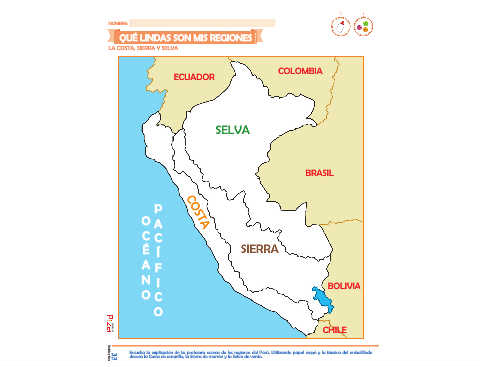 NOMBRE:
QUÉ LINDAS SON MIS REGIONES
LA COSTA, SIERRA Y SELVA
ECUADOR
COLOMBIA
SELVA
BRASIL
COSTA
OCÉANO
PACÍFICO
SIERRA
BOLIVIA
CHILE
Escucha la explicación de tu profesora acerca de las regiones del Perú. Utilizando papel crepé y la técnica del embolillado
decora la Costa de amarillo, la Sierra de marrón y la Selva de verde.